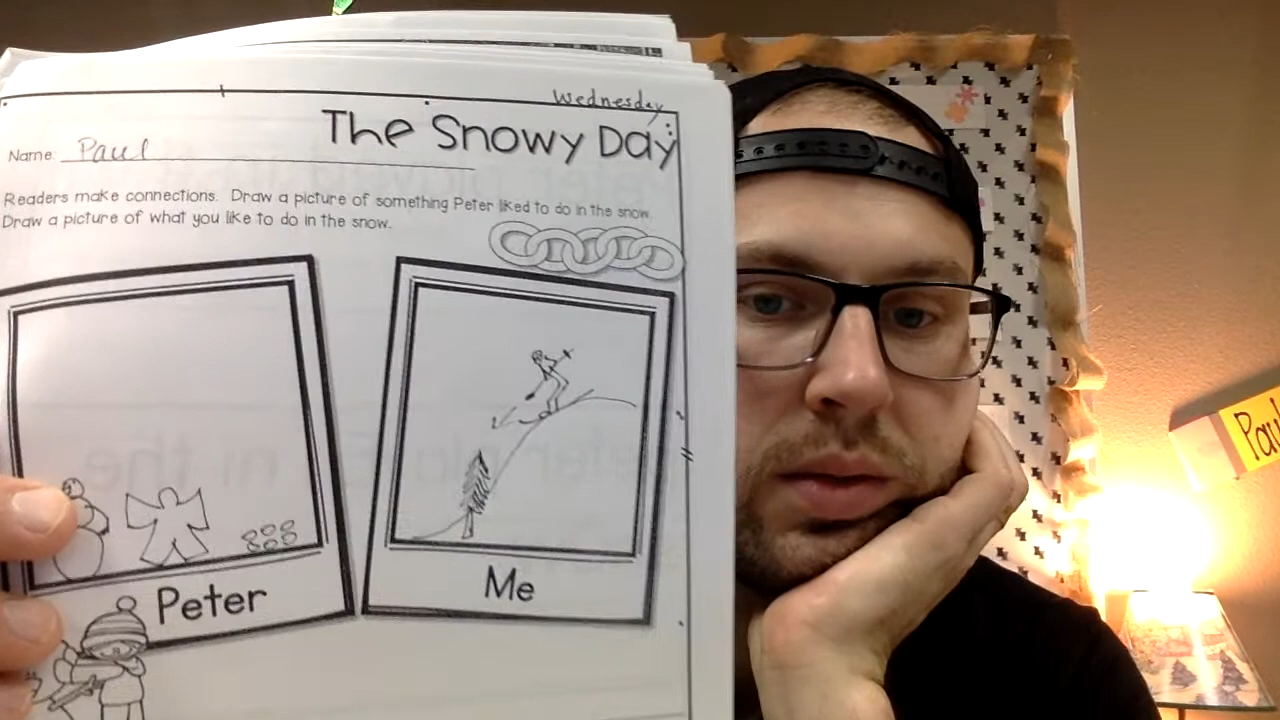 Wednesday
The Snowy Day
Name: Paul
Readers make connections. Draw a picture of something Peter liked to do in the snow.
Draw a picture of what you like to do in the snow.
Peter
Me